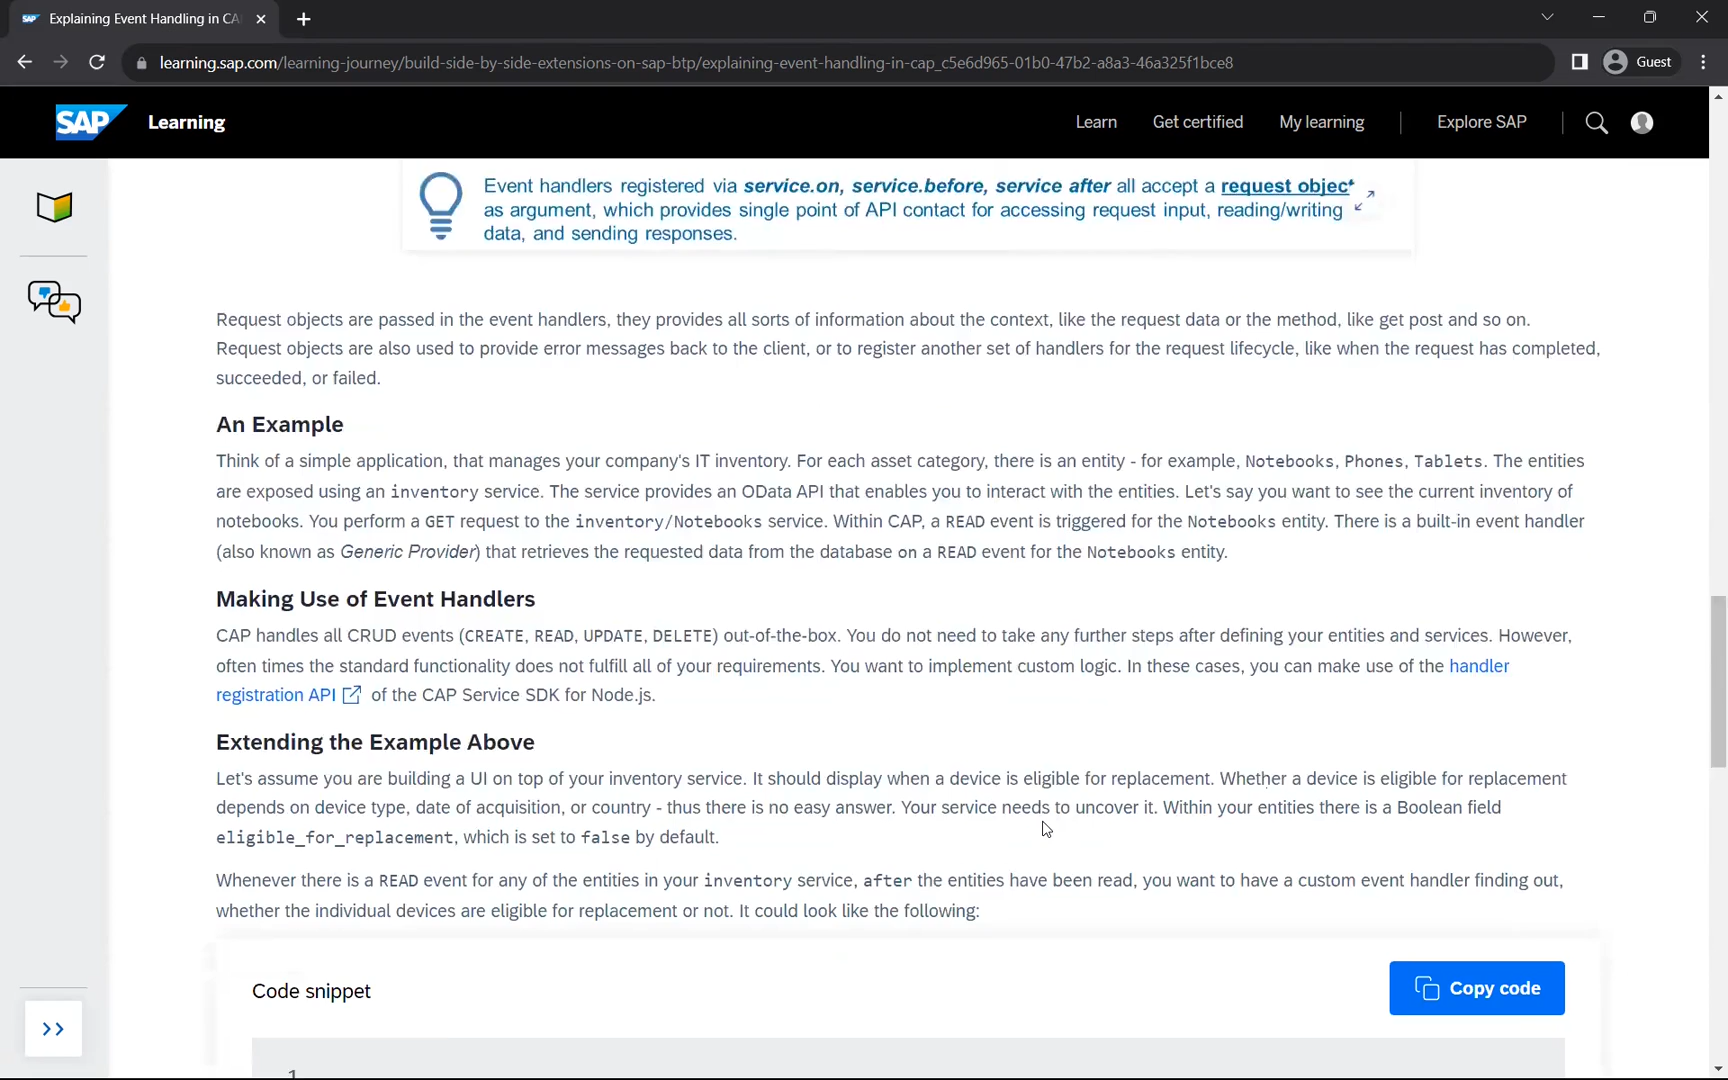 SAP Explaining Event Handling in CA
learning.sap.com/learning-journey/build-side-by-side-extensions-on-sap-btp/explaining-event-handling-in-cap_c5e6d965-01b0-47b2-a8a3-46a325f1bce8
Guest
SAP Learning
Learn Get certified My learning Explore SAP
Event handlers registered via service.on, service.before, service after all accept a request object
as argument, which provides single point of API contact for accessing request input, reading/writing
data, and sending responses.
Request objects are passed in the event handlers, they provides all sorts of information about the context, like the request data or the method, like get post and so on.
Request objects are also used to provide error messages back to the client, or to register another set of handlers for the request lifecycle, like when the request has completed,
succeeded, or failed.
An Example
Think of a simple application, that manages your company's IT inventory. For each asset category, there is an entity - for example, Notebooks, Phones, Tablets. The entities
are exposed using an inventory service. The service provides an OData API that enables you to interact with the entities. Let's say you want to see the current inventory of
notebooks. You perform a GET request to the inventory/Notebooks service. Within CAP, a READ event is triggered for the Notebooks entity. There is a built-in event handler
(also known as Generic Provider) that retrieves the requested data from the database on a READ event for the Notebooks entity.
Making Use of Event Handlers
CAP handles all CRUD events (CREATE, READ, UPDATE, DELETE) out-of-the-box. You do not need to take any further steps after defining your entities and services. However,
often times the standard functionality does not fulfill all of your requirements. You want to implement custom logic. In these cases, you can make use of the handler
registration API of the CAP Service SDK for Node.js.
Extending the Example Above
Let's assume you are building a UI on top of your inventory service. It should display when a device is eligible for replacement. Whether a device is eligible for replacement
depends on device type, date of acquisition, or country - thus there is no easy answer. Your service needs to uncover it. Within your entities there is a Boolean field
eligible_for_replacement, which is set to false by default.
Whenever there is a READ event for any of the entities in your inventory service, after the entities have been read, you want to have a custom event handler finding out,
whether the individual devices are eligible for replacement or not. It could look like the following:
Code snippet
Copy code
1